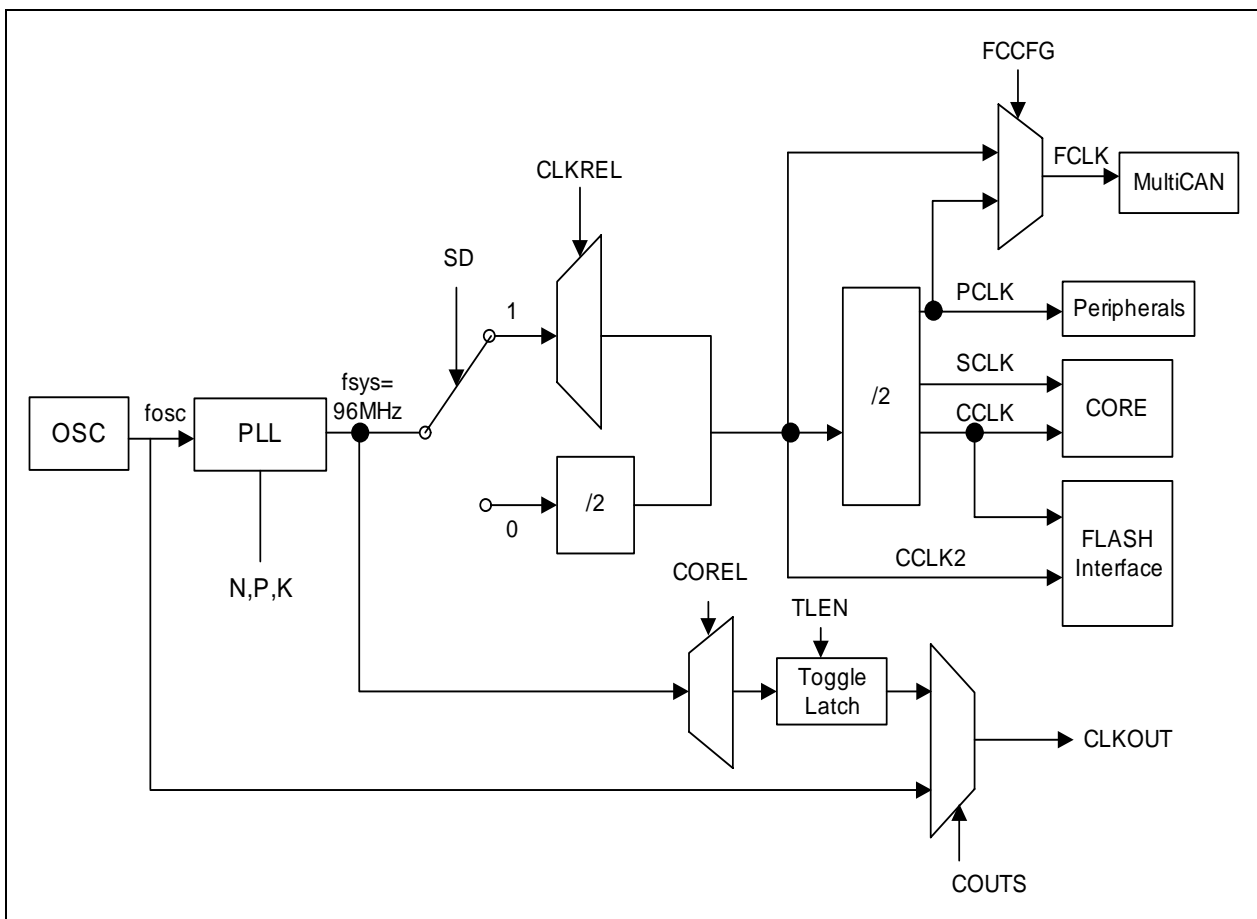 FCCFG
FCLK
MultiCAN
CLKREL
SD
1
PCLK
Peripherals
SCLK
CORE
/2
CCLK
fsys=
96MHz
fosc
OSC
PLL
/2
0
FLASH
Interface
CCLK2
N,P,K
COREL
TLEN
Toggle
Latch
CLKOUT
COUTS